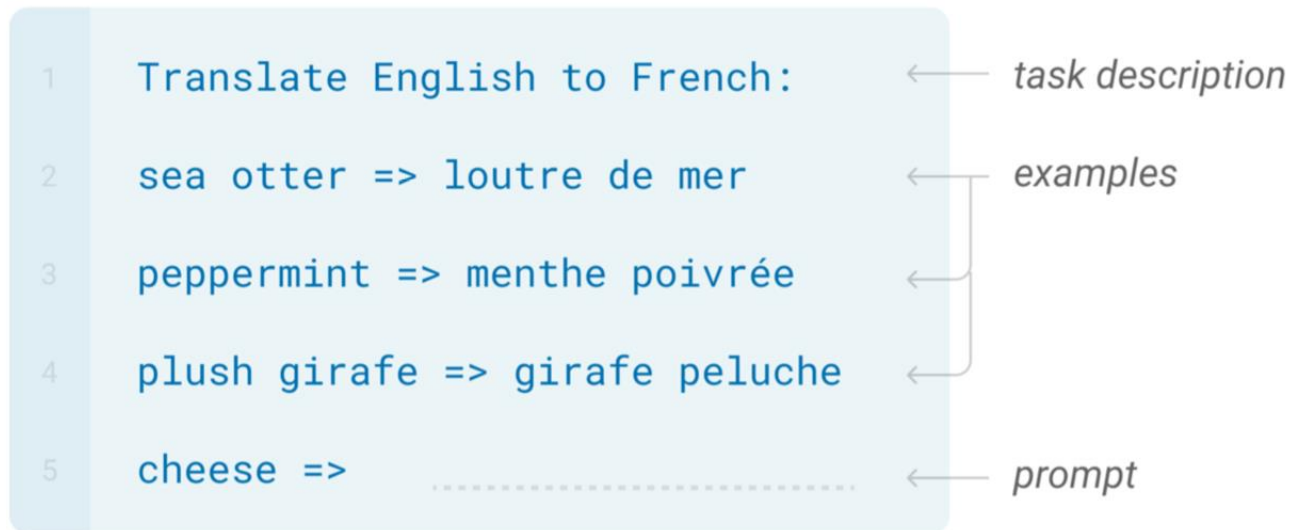 1 Translate English to French: task description
2 sea otter => loutre de mer examples
3 peppermint => menthe poivrée
4 plush girafe => girafe peluche
5 cheese => prompt